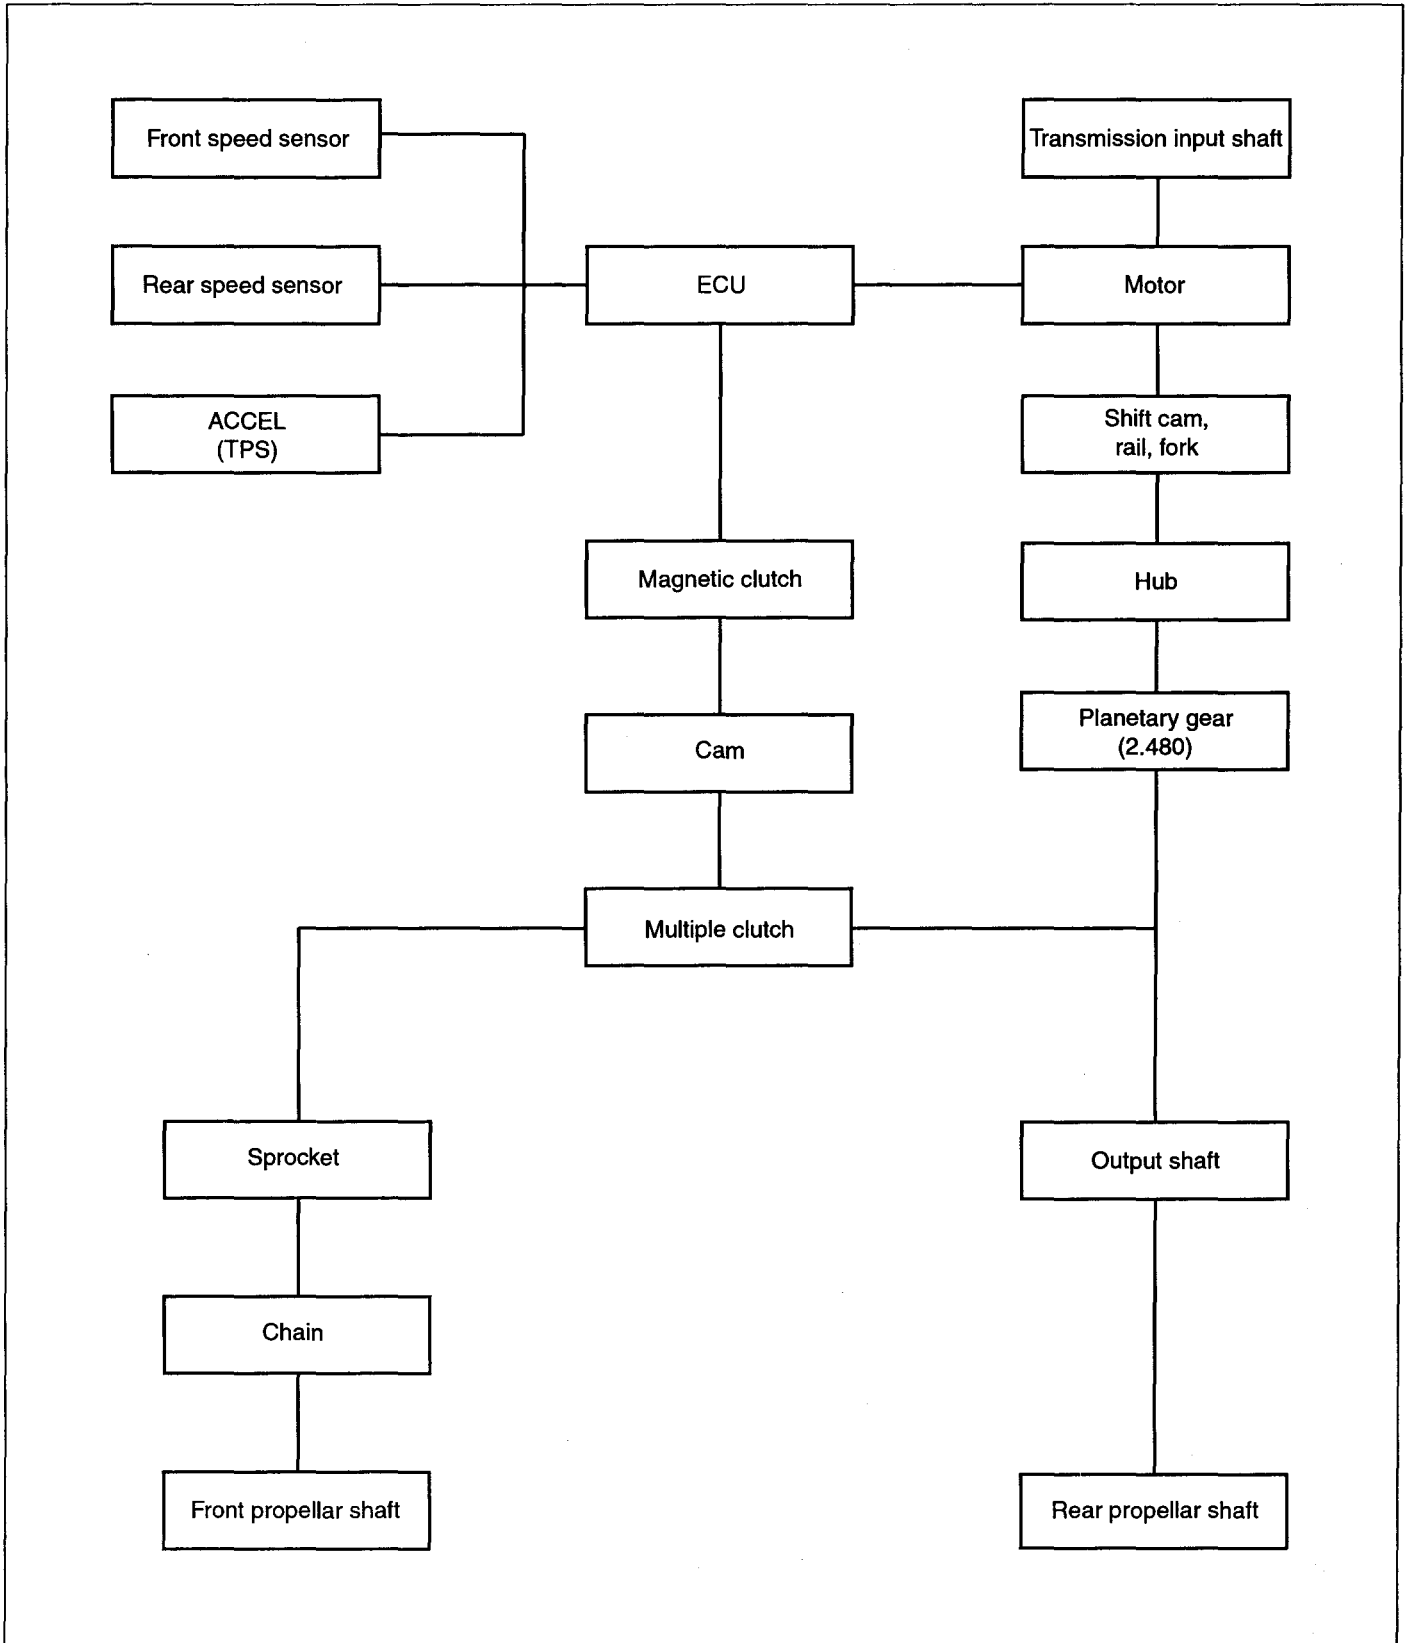 Front speed sensor
Transmission input shaft
Rear speed sensor
ECU
Motor
ACCEL
(TPS)
Shift cam,
rail, fork
Magnetic clutch
Hub
Planetary gear
(2.480)
Cam
Multiple clutch
Sprocket
Output shaft
Chain
Front propellar shaft
Rear propellar shaft